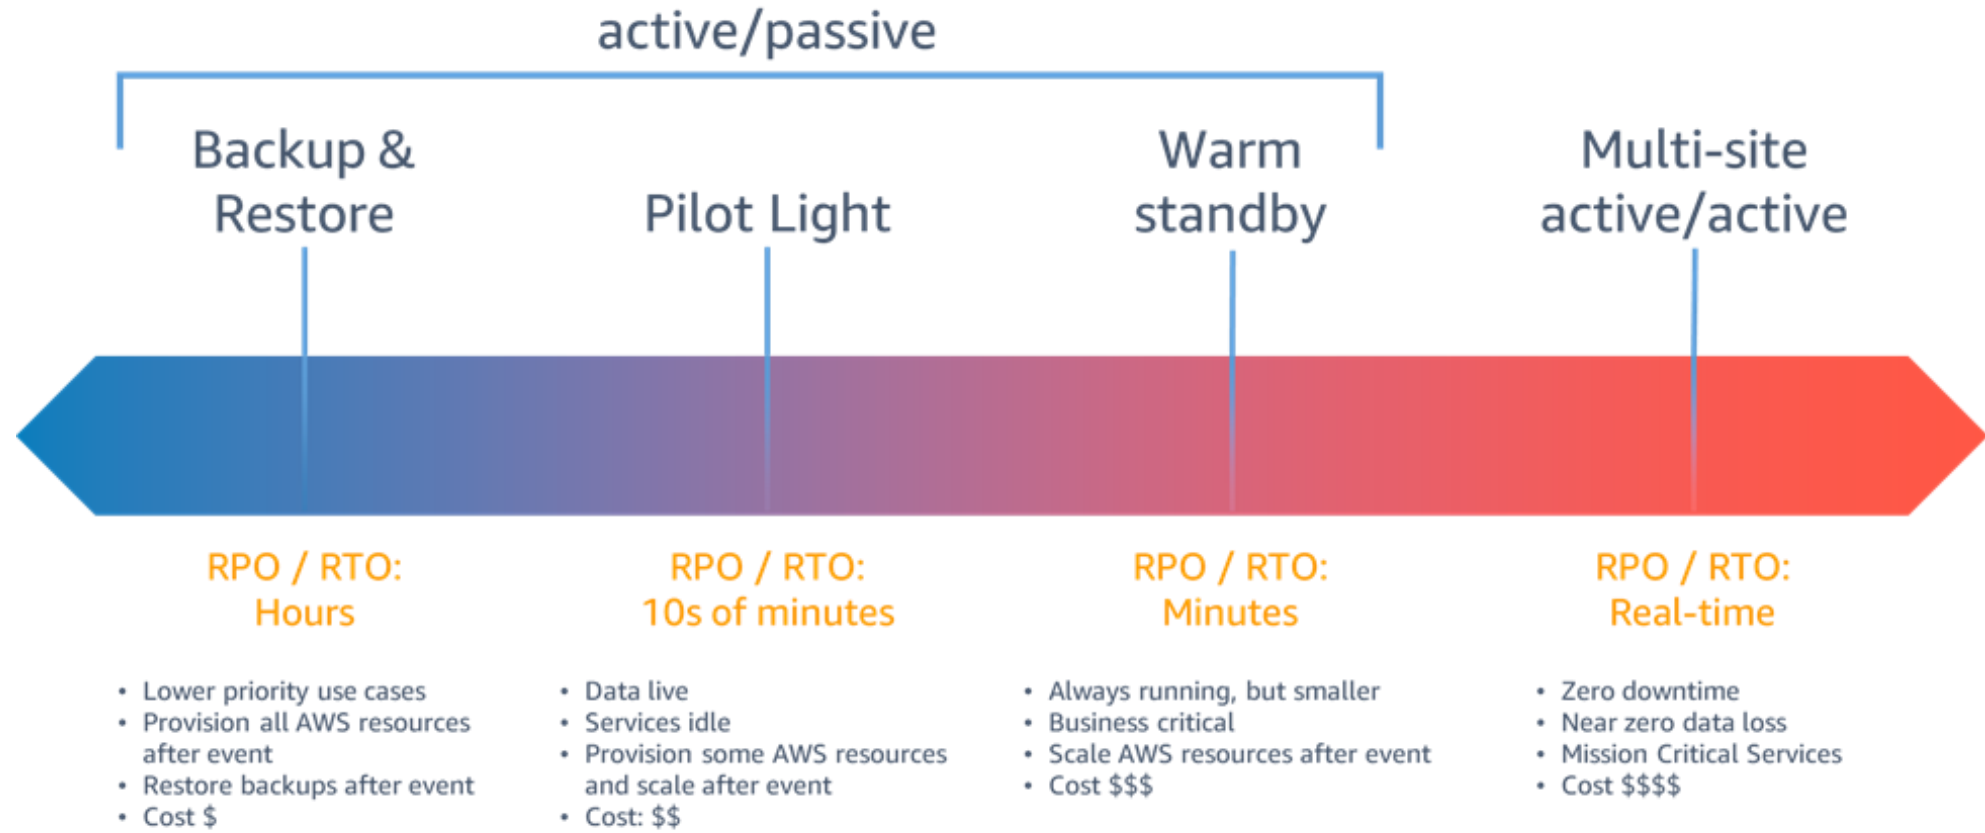 active/passive
Backup &
Restore
Pilot Light
Warm
standby
Multi-site
active/active
RPO / RTO:
Hours
RPO / RTO:
10s of minutes
RPO / RTO:
Minutes
RPO / RTO:
Real-time
• Lower priority use cases
• Provision all AWS resources
after event
• Restore backups after event
• Cost $
• Data live
• Services idle
• Provision some AWS resources
and scale after event
• Cost: $$
• Always running, but smaller
• Business critical
• Scale AWS resources after event
• Cost $$$
• Zero downtime
• Near zero data loss
• Mission Critical Services
• Cost $$$$